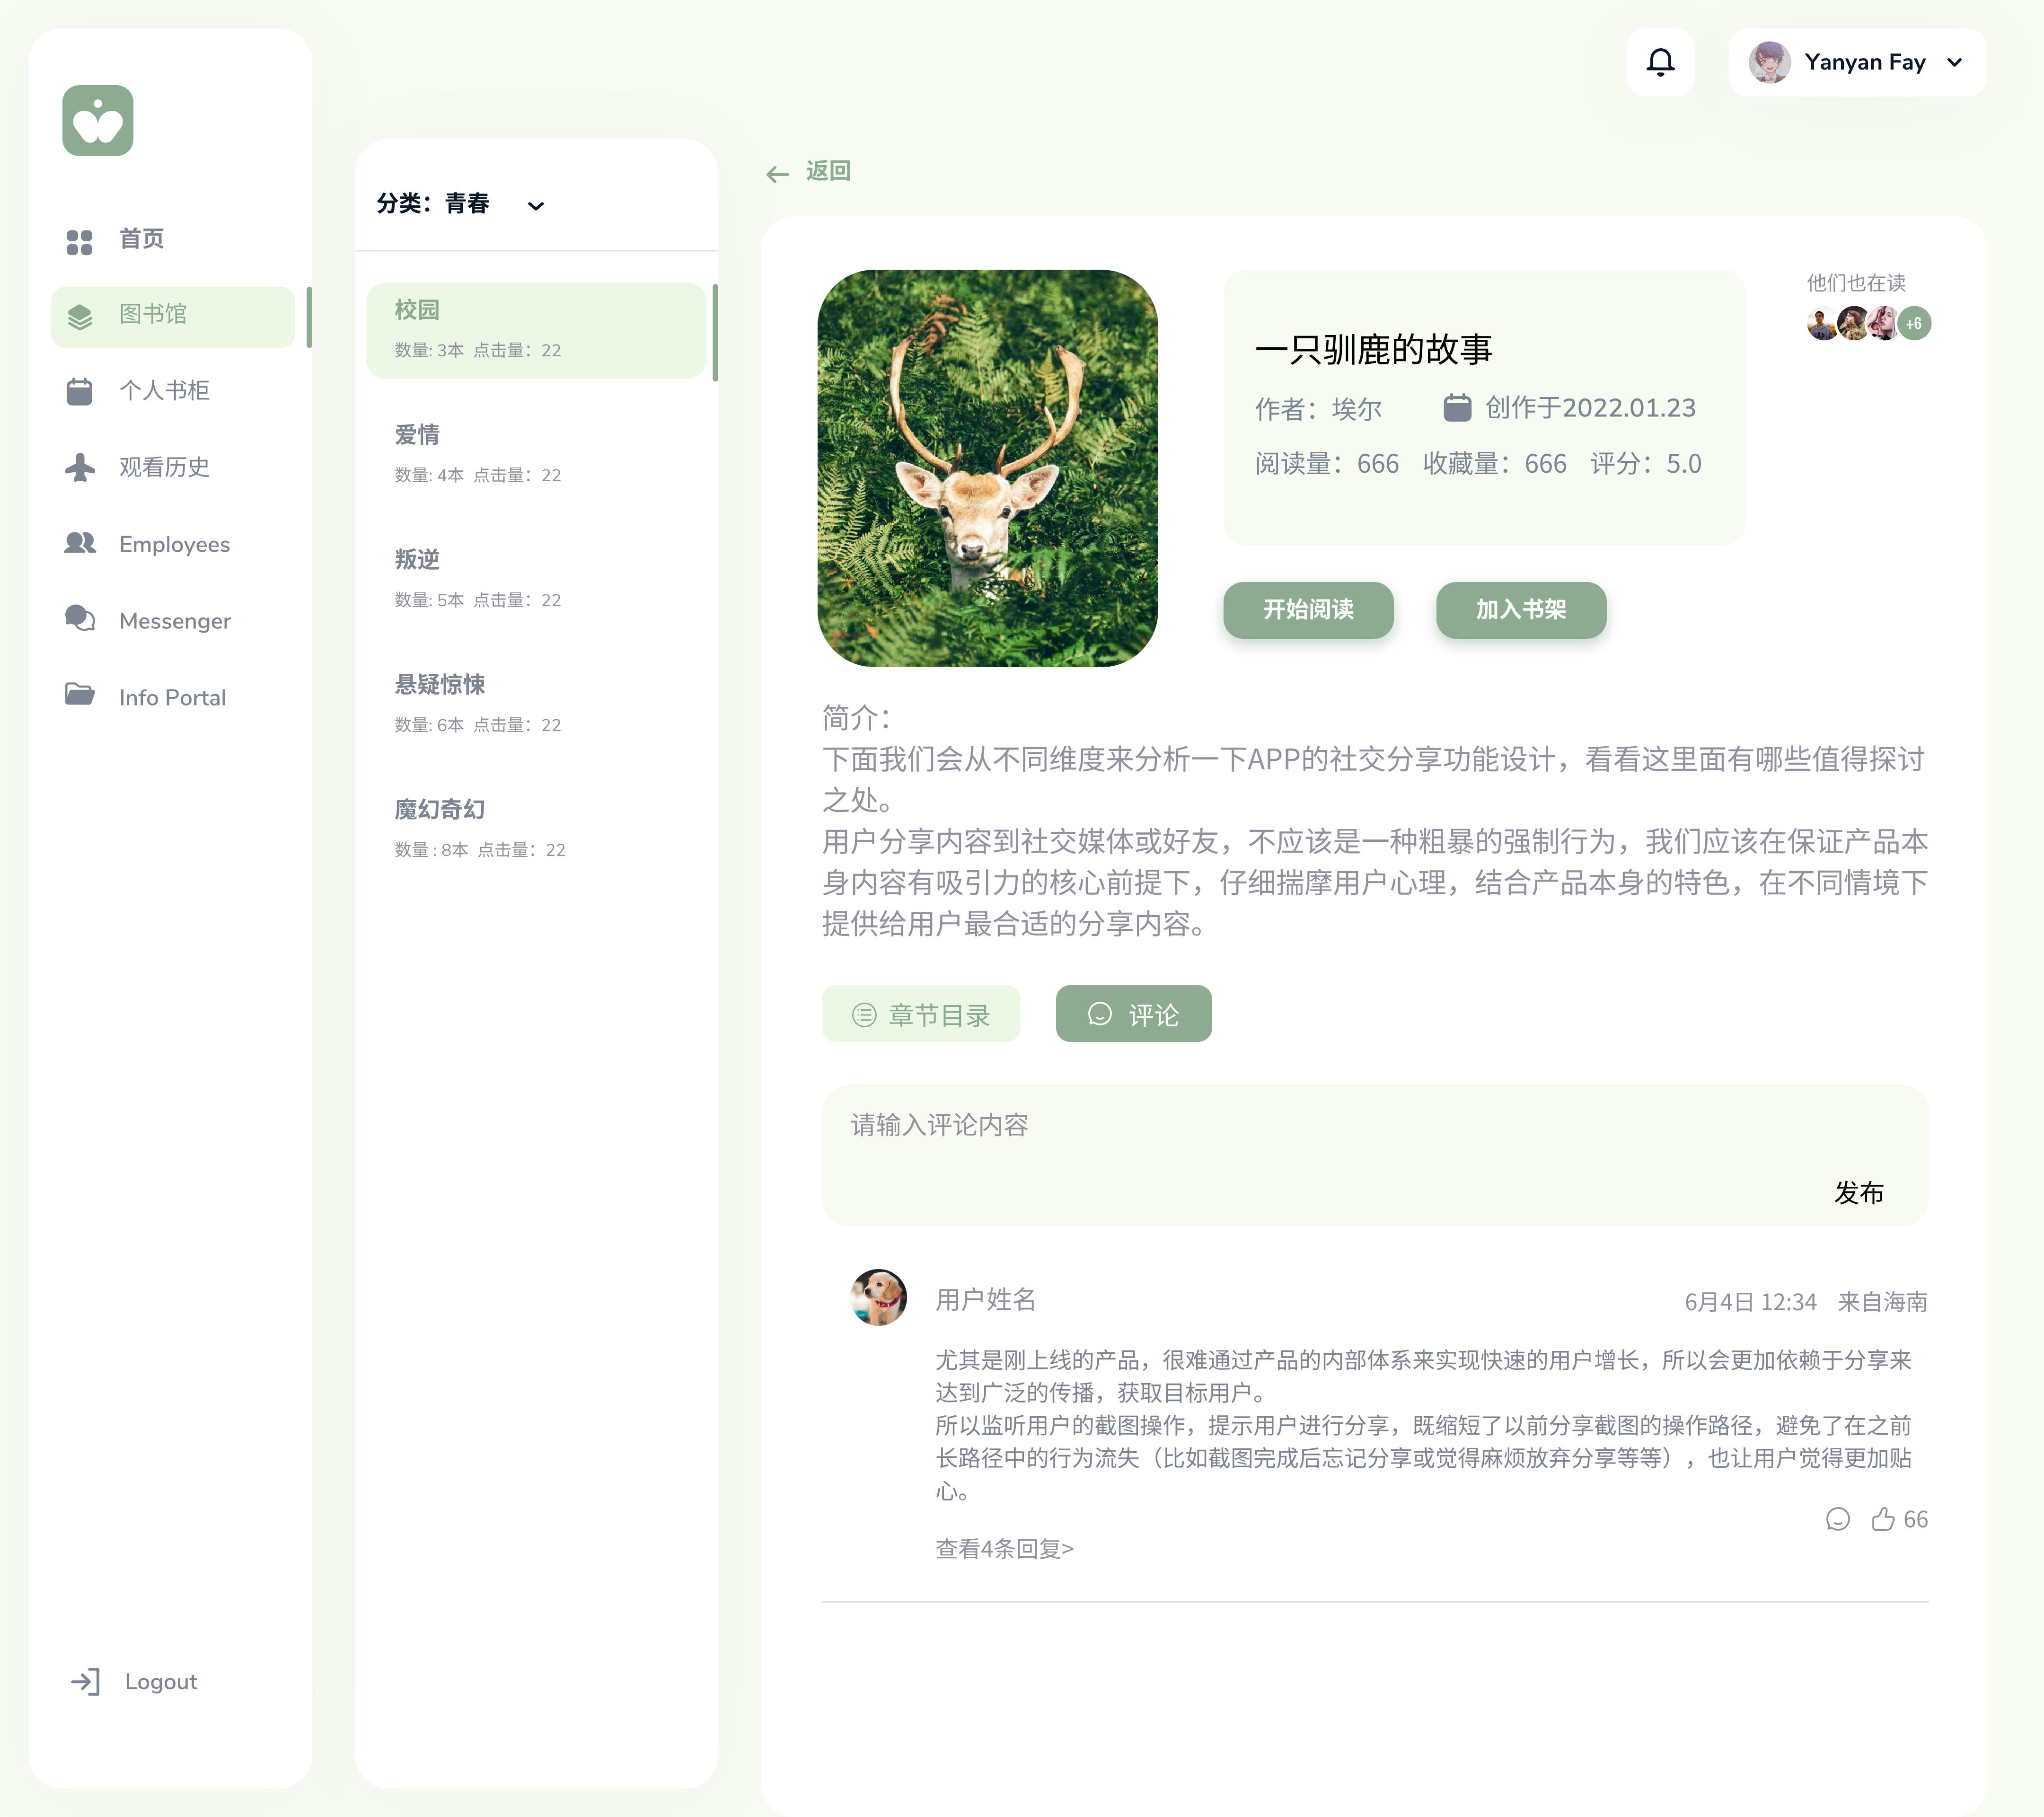 Yanyan Fay
首页
图书馆
个人书柜
观看历史
Employees
Messenger
Info Portal
Logout
分类：青春
校园
数量: 3本 点击量：22
爱情
数量: 4本 点击量：22
叛逆
数量: 5本 点击量：22
悬疑惊悚
数量: 6本 点击量：22
魔幻奇幻
数量 : 8本 点击量：22
返回
一只驯鹿的故事
作者：埃尔 创作于2022.01.23
阅读量：666 收藏量：666 评分：5.0
他们也在读
+6
开始阅读 加入书架
简介：
下面我们会从不同维度来分析一下APP的社交分享功能设计，看看这里面有哪些值得探讨
之处。
用户分享内容到社交媒体或好友，不应该是一种粗暴的强制行为，我们应该在保证产品本
身内容有吸引力的核心前提下，仔细揣摩用户心理，结合产品本身的特色，在不同情境下
提供给用户最合适的分享内容。
章节目录 评论
请输入评论内容
发布
用户姓名 6月4日 12:34 来自海南
尤其是刚上线的产品，很难通过产品的内部体系来实现快速的用户增长，所以会更加依赖于分享来
达到广泛的传播，获取目标用户。
所以监听用户的截图操作，提示用户进行分享，既缩短了以前分享截图的操作路径，避免了在之前
长路径中的行为流失（比如截图完成后忘记分享或觉得麻烦放弃分享等等），也让用户觉得更加贴
心。
66
查看4条回复>